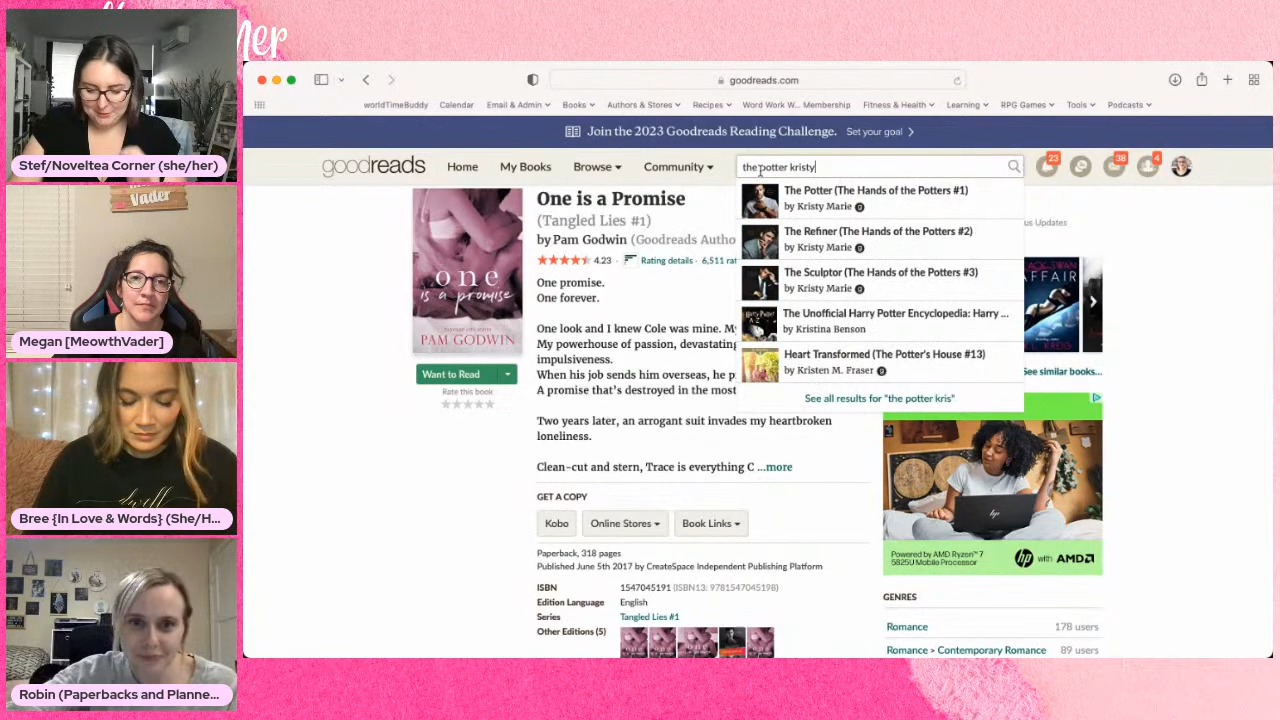 Stef/Noveltea Corner (she/her)
Vader
Megan [MeowthVader]
Bree {In Love & Words} (She/H...
Robin (Paperbacks and Planne...
goodreads.com
worldTimeBuddy Calendar Email & Admin Books Authors & Stores Recipes Word Work W... Membership Fitness & Health Learning RPG Games Tools Podcasts
Join the 2023 Goodreads Reading Challenge. Set your goal
goodreads Home My Books Browse Community the potter kristy 23 38 4
The Potter (The Hands of the Potters #1)
by Kristy Marie
The Refiner (The Hands of the Potters #2)
by Kristy Marie
The Sculptor (The Hands of the Potters #3)
by Kristy Marie
The Unofficial Harry Potter Encyclopedia: Harry ...
by Kristina Benson
Heart Transformed (The Potter's House #13)
by Kristen M. Fraser
See all results for "the potter kris"
one
is a promise
PAM GODWIN
Want to Read
Rate this book
One is a Promise
(Tangled Lies #1)
by Pam Godwin (Goodreads Autho
4.23 · Rating details · 6,511 rat
One promise.
One forever.
One look and I knew Cole was mine. My
My powerhouse of passion, devastating
impulsiveness.
When his job sends him overseas, he p
A promise that's destroyed in the most
Two years later, an arrogant suit invades my heartbroken
loneliness.
Clean-cut and stern, Trace is everything C ...more
GET A COPY
Kobo Online Stores Book Links
Paperback, 318 pages
Published June 5th 2017 by CreateSpace Independent Publishing Platform
ISBN 1547045191 (ISBN13: 9781547045198)
Edition Language English
Series Tangled Lies #1
Other Editions (5)
us Updates
AFFAIR
See similar books...
hp
Powered by AMD Ryzen™ 7
5825U Mobile Processor
hp with AMD
GENRES
Romance 178 users
Romance > Contemporary Romance 89 users